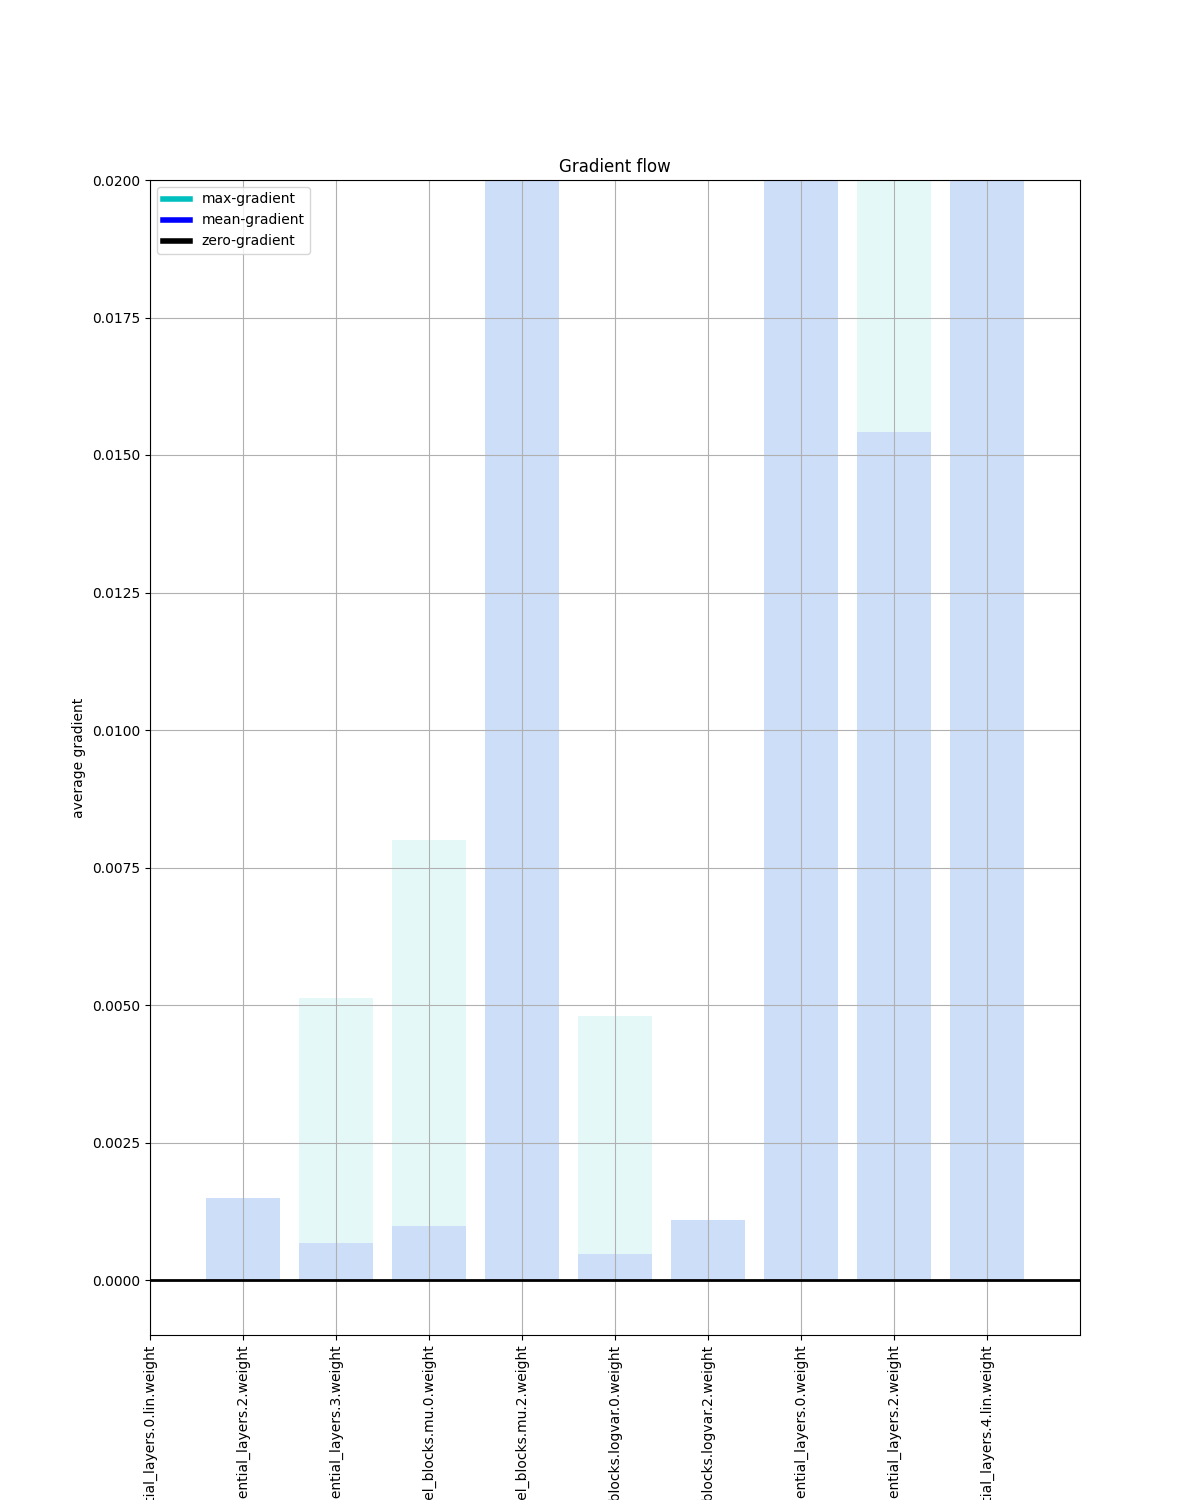 Gradient flow
max-gradient
mean-gradient
zero-gradient
0.0200
0.0175
0.0150
0.0125
0.0100
0.0075
0.0050
0.0025
0.0000
average gradient
tial_layers.0.lin.weight
ential_layers.2.weight
ential_layers.3.weight
el_blocks.mu.0.weight
el_blocks.mu.2.weight
blocks.logvar.0.weight
blocks.logvar.2.weight
ential_layers.0.weight
ential_layers.2.weight
tial_layers.4.lin.weight